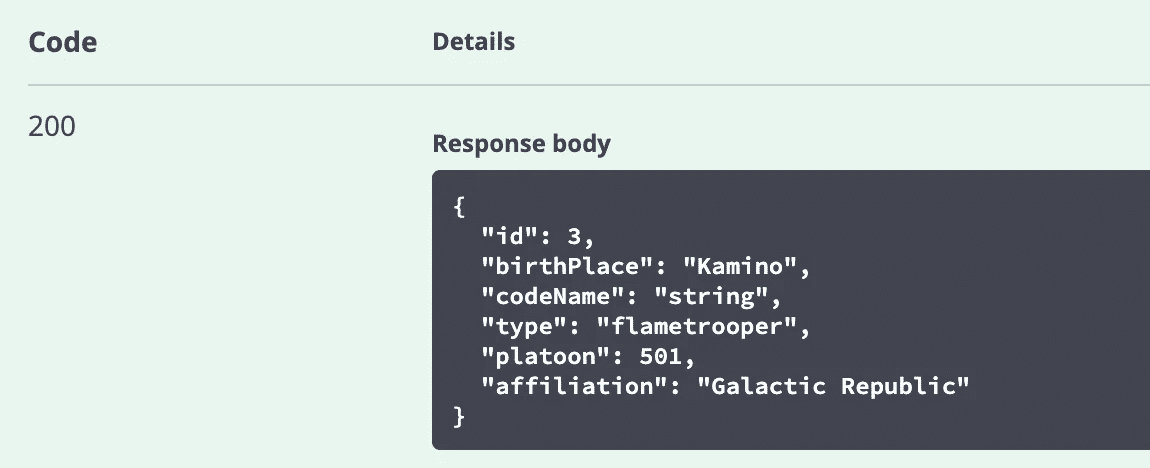 Code Details
200
Response body
{
  "id": 3,
  "birthPlace": "Kamino",
  "codeName": "string",
  "type": "flametrooper",
  "platoon": 501,
  "affiliation": "Galactic Republic"
}